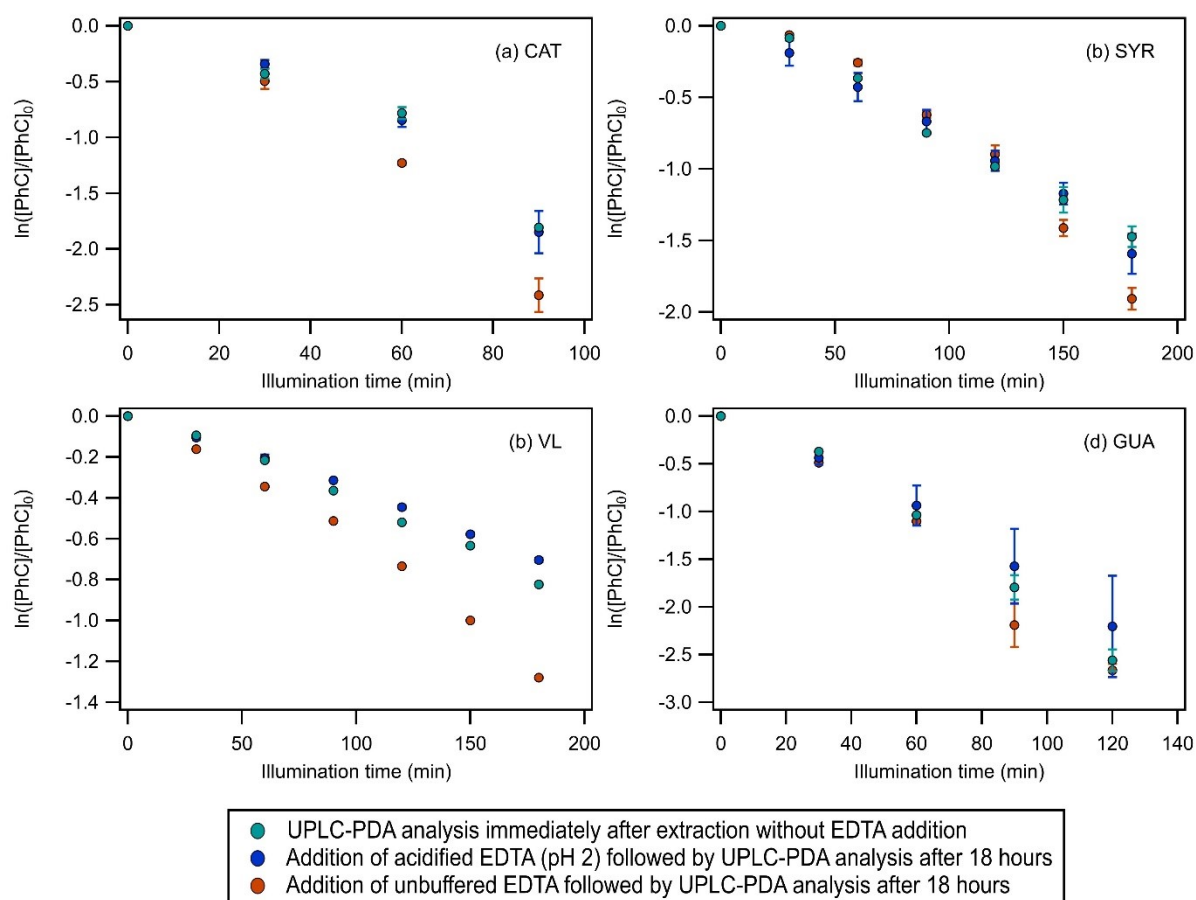 (a) CAT
ln([PhC]/[PhC]₀)
0.0
-0.5
-1.0
-1.5
-2.0
-2.5
0 20 40 60 80 100
Illumination time (min)
(b) SYR
ln([PhC]/[PhC]₀)
0.0
-0.5
-1.0
-1.5
-2.0
0 50 100 150 200
Illumination time (min)
(b) VL
ln([PhC]/[PhC]₀)
0.0
-0.2
-0.4
-0.6
-0.8
-1.0
-1.2
-1.4
0 50 100 150 200
Illumination time (min)
(d) GUA
ln([PhC]/[PhC]₀)
0.0
-0.5
-1.0
-1.5
-2.0
-2.5
-3.0
0 20 40 60 80 100 120 140
Illumination time (min)
UPLC-PDA analysis immediately after extraction without EDTA addition
Addition of acidified EDTA (pH 2) followed by UPLC-PDA analysis after 18 hours
Addition of unbuffered EDTA followed by UPLC-PDA analysis after 18 hours